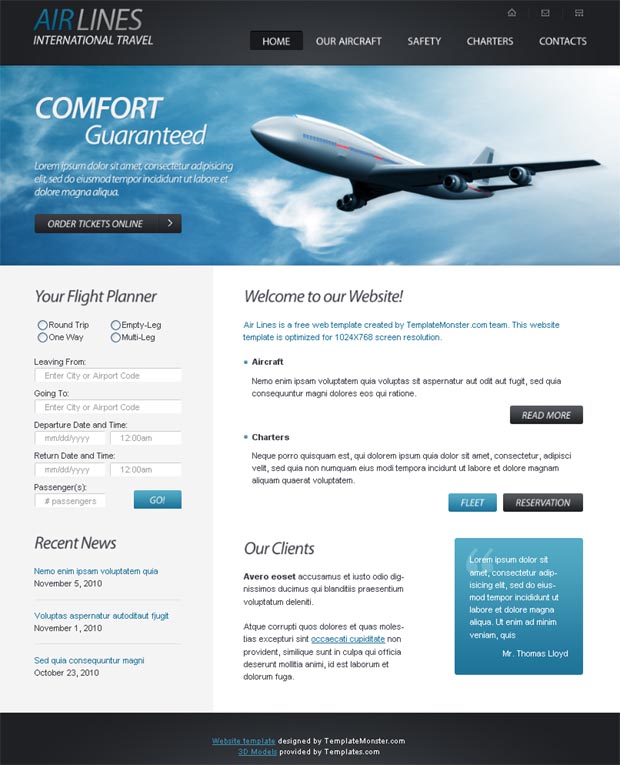 AIR LINES
INTERNATIONAL TRAVEL
HOME
OUR AIRCRAFT
SAFETY
CHARTERS
CONTACTS
COMFORT
Guaranteed
Lorem ipsum dolor sit amet, consectetur adipisicing
elit, sed do eiusmod tempor incididunt ut labore et
dolore magna aliqua.
ORDER TICKETS ONLINE
Your Flight Planner
Round Trip
Empty-Leg
One Way
Multi-Leg
Leaving From:
Enter City or Airport Code
Going To:
Enter City or Airport Code
Departure Date and Time:
mm/dd/yyyy
12:00am
Return Date and Time:
mm/dd/yyyy
12:00am
Passenger(s):
# passengers
GO!
Recent News
Nemo enim ipsam voluptatem quia
November 5, 2010
Voluptas aspernatur autoditaut fjugit
November 1, 2010
Sed quia consequuntur magni
October 23, 2010
Welcome to our Website!
Air Lines is a free web template created by TemplateMonster.com team. This website
template is optimized for 1024X768 screen resolution.
Aircraft
Nemo enim ipsam voluptatem quia voluptas sit aspernatur aut odit aut fugit, sed quia
consequuntur magni dolores eos qui ratione.
READ MORE
Charters
Neque porro quisquam est, qui dolorem ipsum quia dolor sit amet, consectetur, adipisci
velit, sed quia non numquam eius modi tempora incidunt ut labore et dolore magnam
aliquam quaerat voluptatem.
FLEET
RESERVATION
Our Clients
Avero eoset accusamus et iusto odio dig-
nissimos ducimus qui blanditiis praesentium
voluptatum deleniti.
Atque corrupti quos dolores et quas moles-
tias excepturi sint occaecati cupiditate non
provident, similique sunt in culpa qui officia
deserunt mollitia animi, id est laborum et
dolorum fuga.
“
Lorem ipsum dolor sit
amet, consectetur adip-
isicing elit, sed do eius-
mod tempor incididunt ut
labore et dolore magna
aliqua. Ut enim ad minim
veniam, quis
Mr. Thomas Lloyd
Website template designed by TemplateMonster.com
3D Models provided by Templates.com